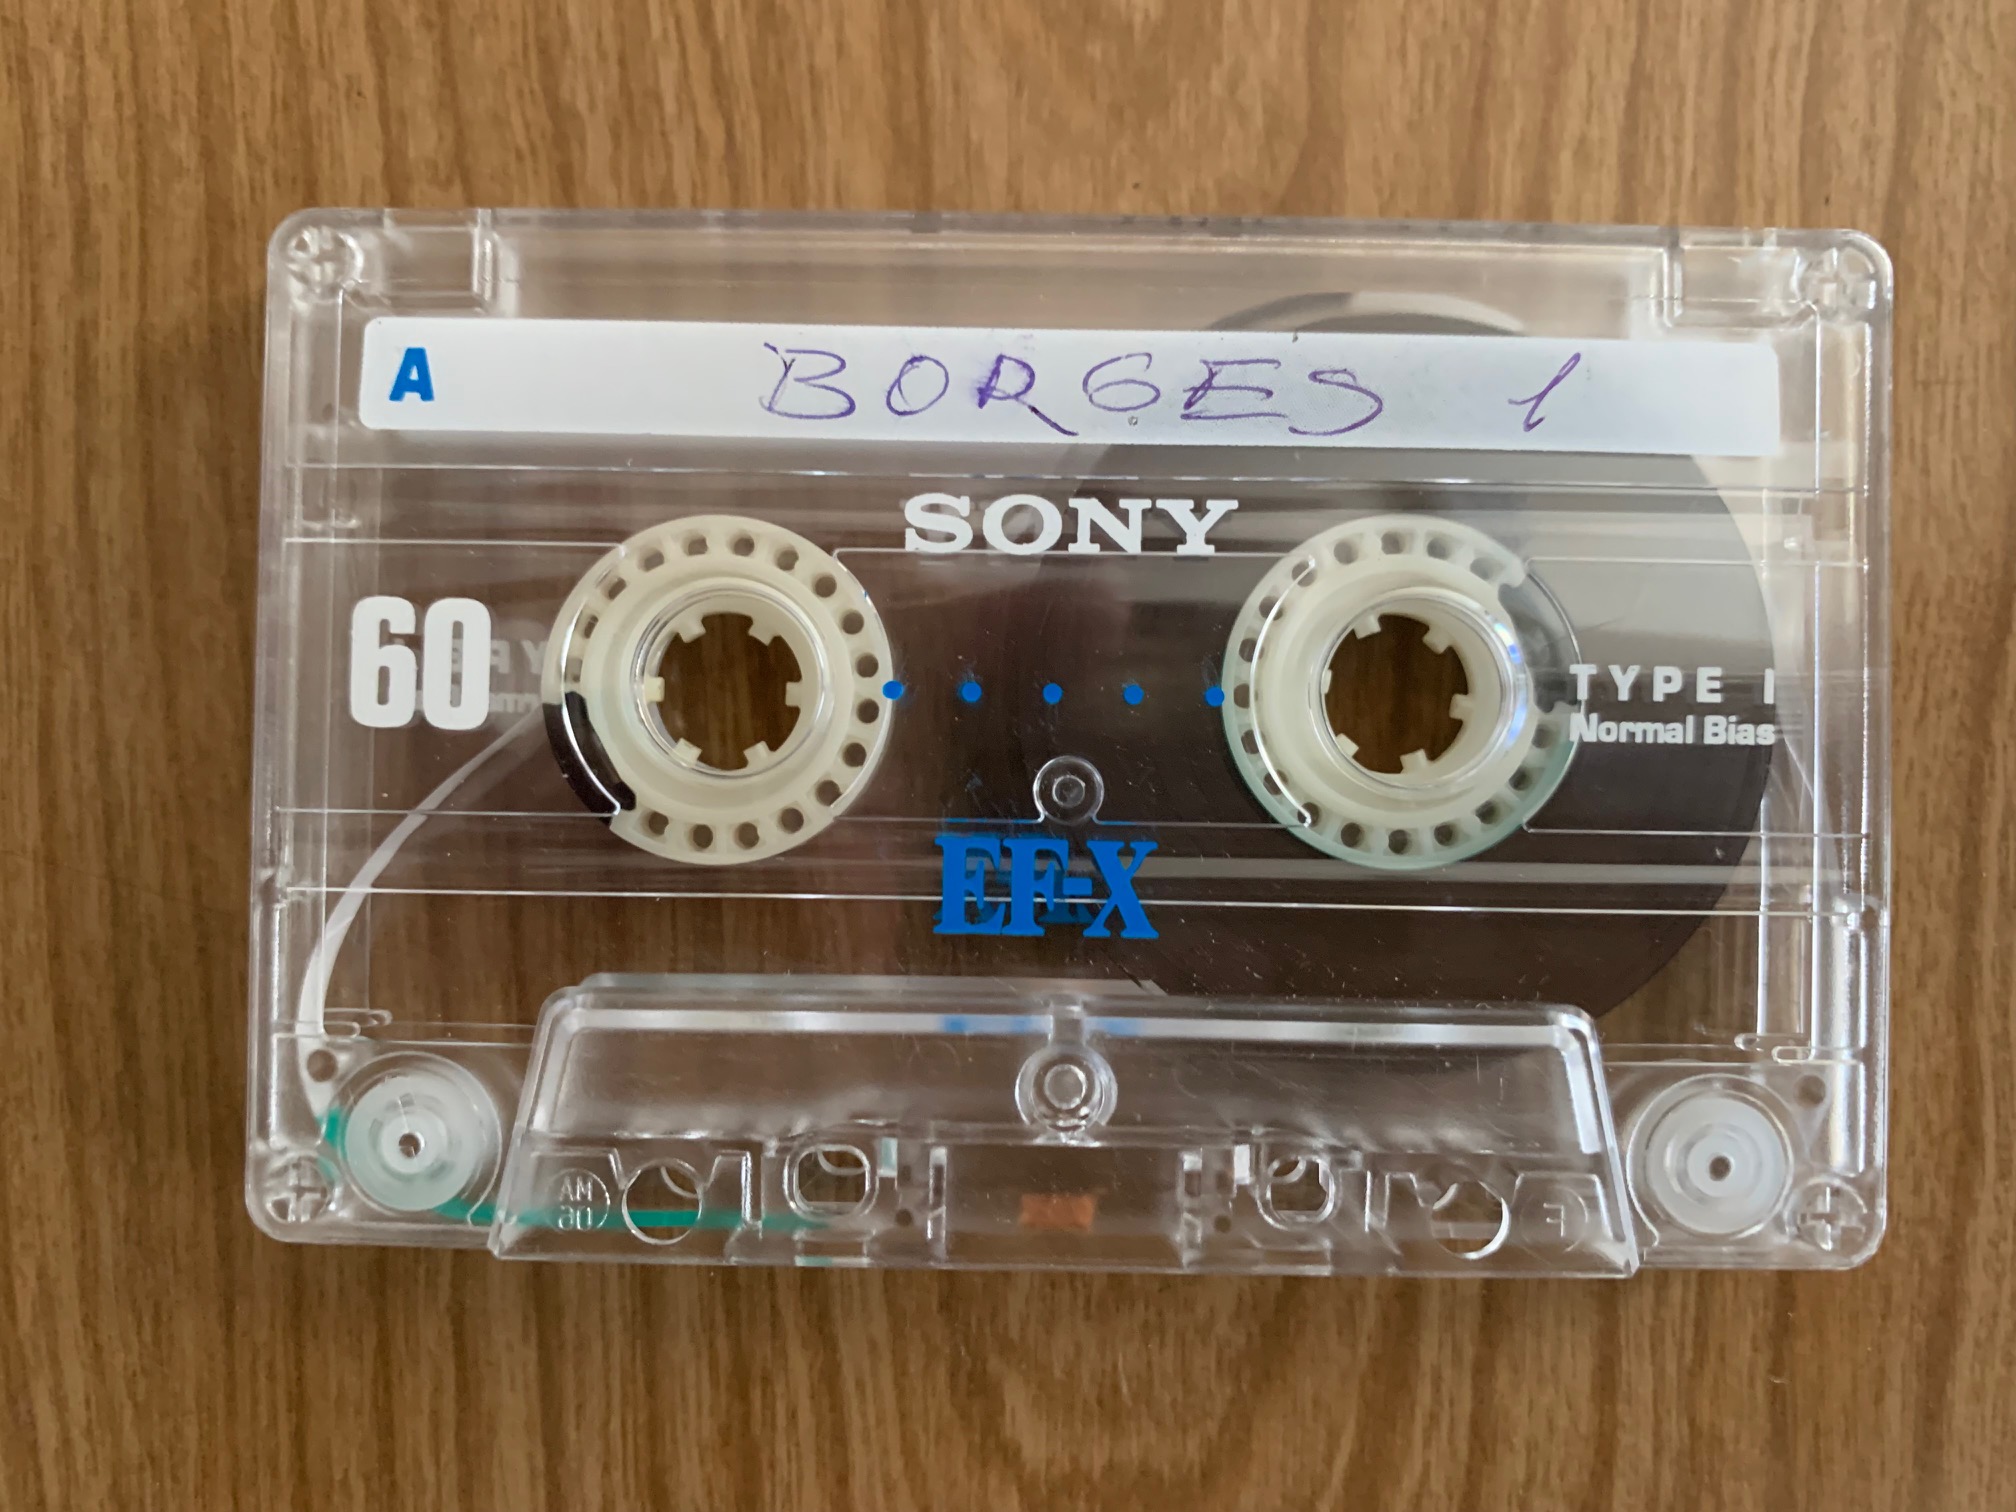 A BORGES 1
SONY
60
TYPE I
Normal Bias
EF-X